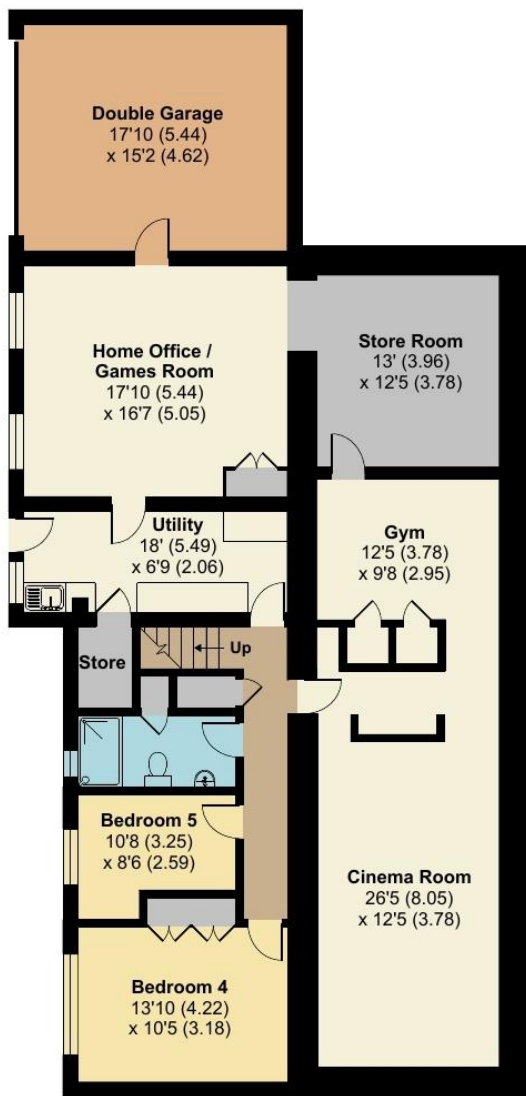 Double Garage
17'10 (5.44)
x 15'2 (4.62)
Home Office /
Games Room
17'10 (5.44)
x 16'7 (5.05)
Store Room
13' (3.96)
x 12'5 (3.78)
Utility
18' (5.49)
x 6'9 (2.06)
Gym
12'5 (3.78)
x 9'8 (2.95)
Store
Up
Bedroom 5
10'8 (3.25)
x 8'6 (2.59)
Cinema Room
26'5 (8.05)
x 12'5 (3.78)
Bedroom 4
13'10 (4.22)
x 10'5 (3.18)